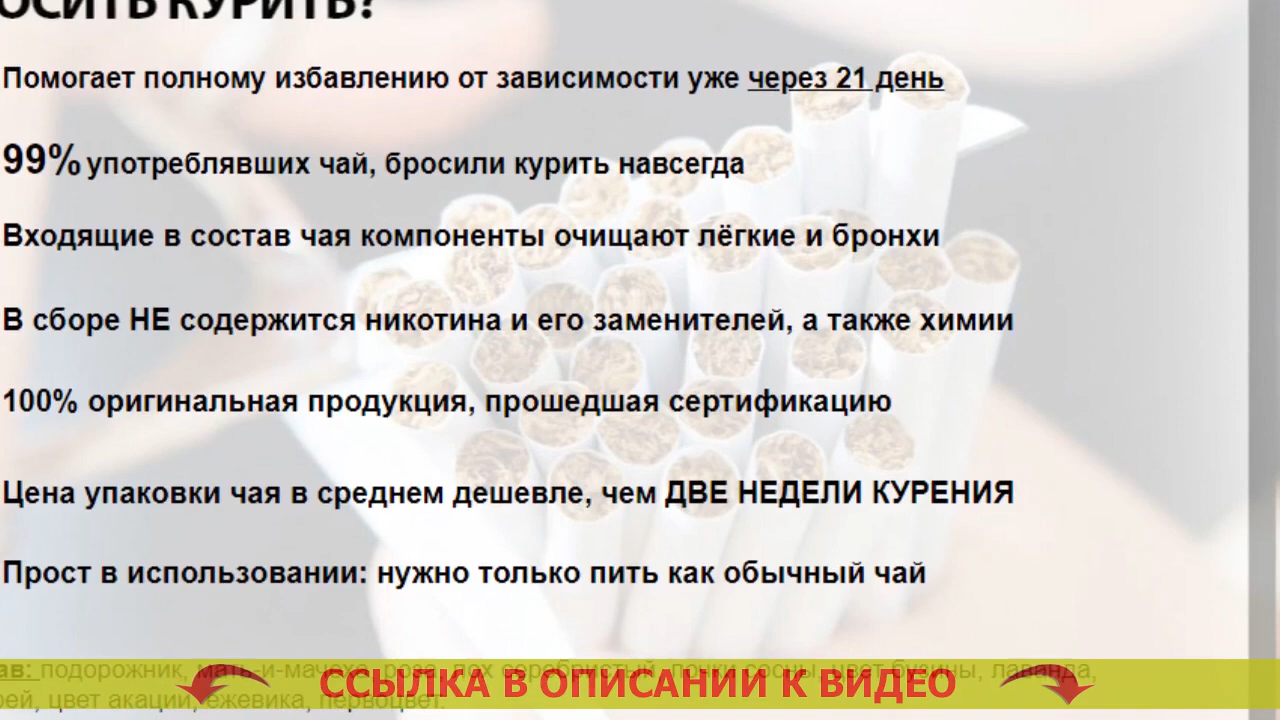 ОСИТЬ КУРИТЬ?
Помогает полному избавлению от зависимости уже через 21 день
99% употреблявших чай, бросили курить навсегда
Входящие в состав чая компоненты очищают лёгкие и бронхи
В сборе НЕ содержится никотина и его заменителей, а также химии
100% оригинальная продукция, прошедшая сертификацию
Цена упаковки чая в среднем дешевле, чем ДВЕ НЕДЕЛИ КУРЕНИЯ
Прост в использовании: нужно только пить как обычный чай
ав: подорожник, мать-и-мачеха, роза, лох серебристый, почки сосны, цвет бузины, лаванда,
ССЫЛКА В ОПИСАНИИ К ВИДЕО
рей, цвет акации, ежевика, первоцвет.